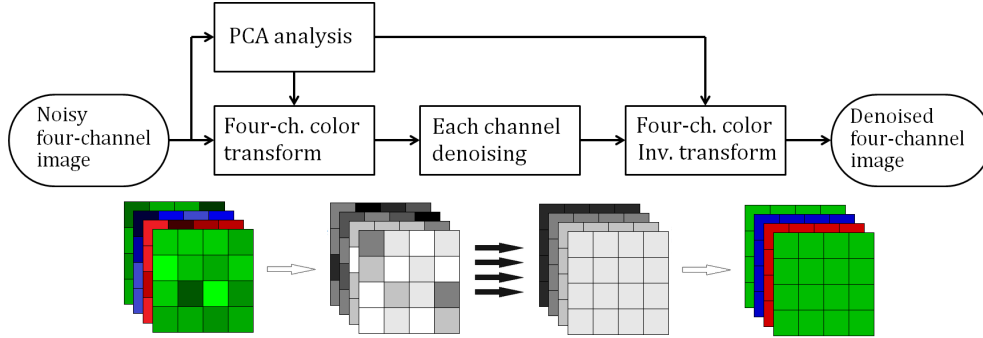 PCA analysis
Noisy
four-channel
image
Four-ch. color
transform
Each channel
denoising
Four-ch. color
Inv. transform
Denoised
four-channel
image